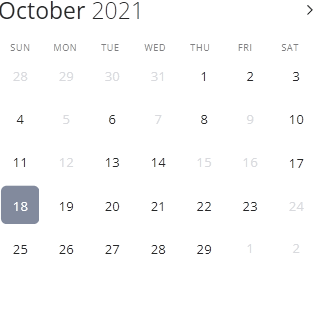 October 2021
SUN MON TUE WED THU FRI SAT
28 29 30 31 1 2 3
4 5 6 7 8 9 10
11 12 13 14 15 16 17
18 19 20 21 22 23 24
25 26 27 28 29 1 2